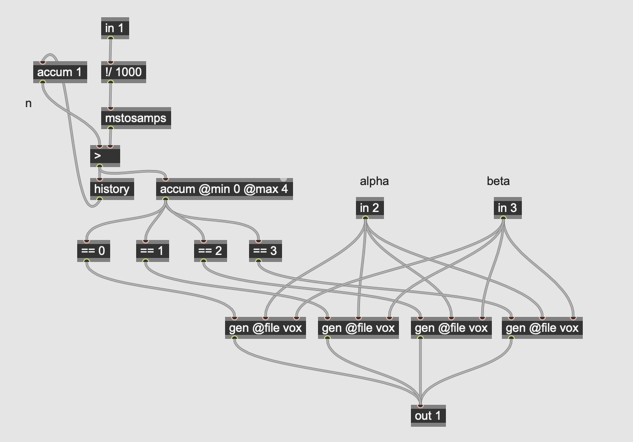 in 1
accum 1
!/ 1000
n
mstosamps
>
history
accum @min 0 @max 4
alpha
beta
in 2
in 3
== 0
== 1
== 2
== 3
gen @file vox
gen @file vox
gen @file vox
gen @file vox
out 1